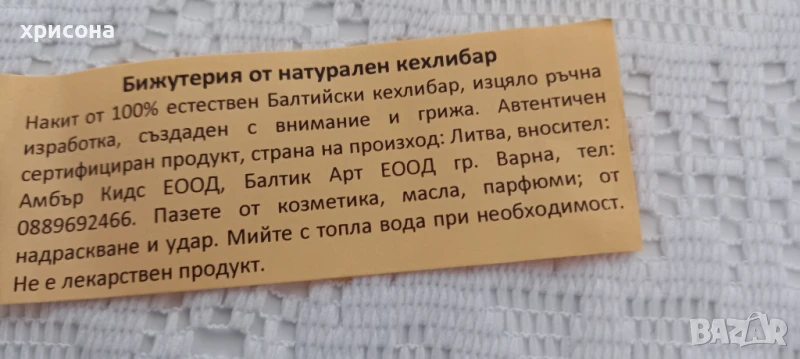 хрисона
Бижутерия от натурален кехлибар
Накит от 100% естествен Балтийски кехлибар, изцяло ръчна
изработка, създаден с внимание и грижа. Автентичен
сертифициран продукт, страна на произход: Литва, вносител:
Амбър Кидс ЕООД, Балтик Арт ЕООД гр. Варна, тел:
0889692466. Пазете от козметика, масла, парфюми; от
надраскване и удар. Мийте с топла вода при необходимост.
Не е лекарствен продукт.
BAZAR